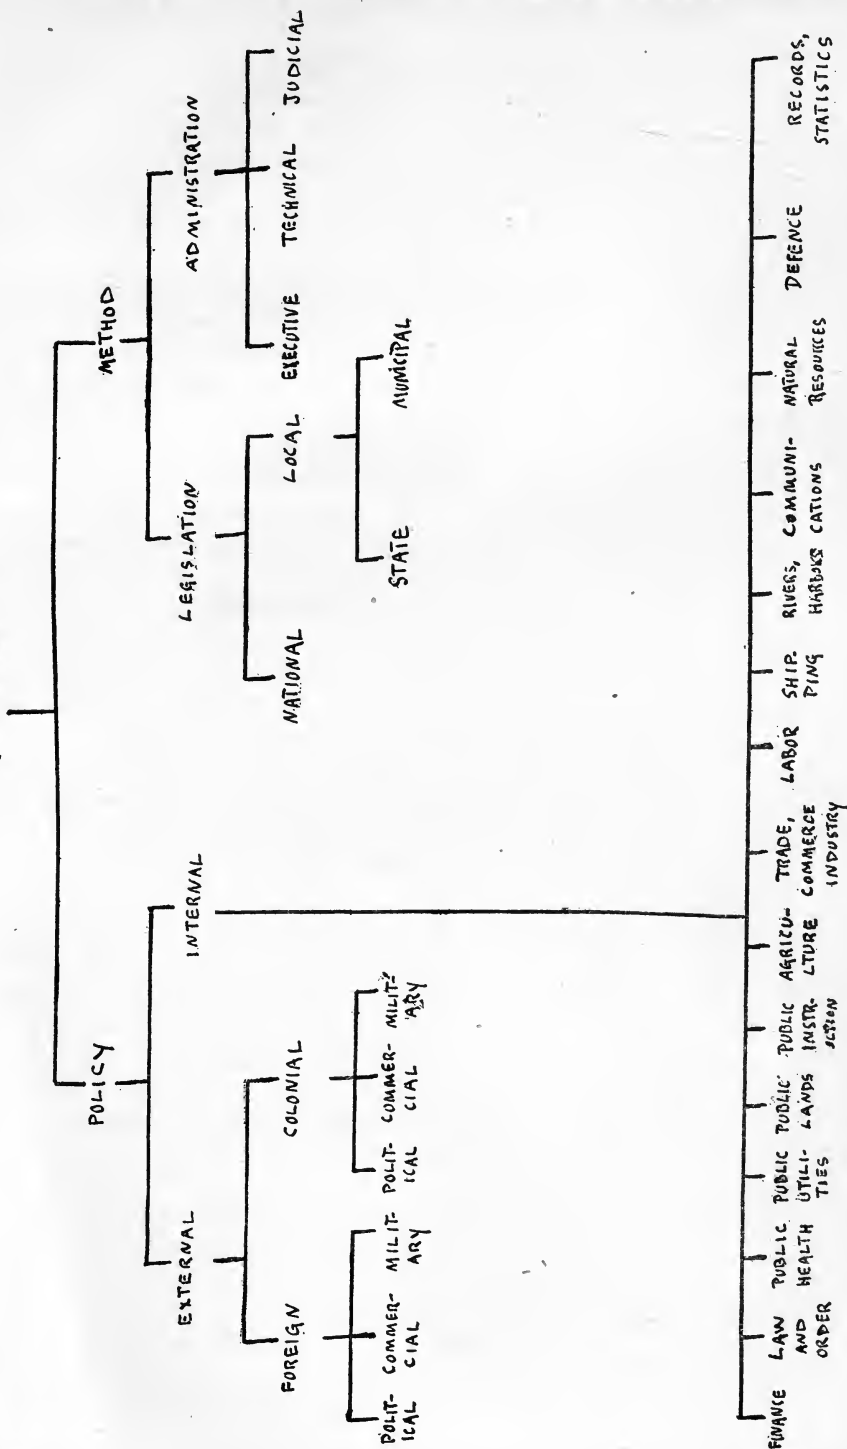 POLICY
METHOD
EXTERNAL
INTERNAL
LEGISLATION
ADMINISTRATION
FOREIGN
COLONIAL
NATIONAL
LOCAL
EXECUTIVE
TECHNICAL
JUDICIAL
POLIT-
ICAL
COMMER-
CIAL
MILIT-
ARY
POLIT-
ICAL
COMMER-
CIAL
MILIT-
ARY
STATE
MUNICIPAL
FINANCE
LAW
AND
ORDER
PUBLIC
HEALTH
PUBLIC
UTILI-
TIES
PUBLIC
LANDS
PUBLIC
INSTR-
UCTION
AGRICU-
LTURE
TRADE,
COMMERCE
INDUSTRY
LABOR
SHIP-
PING
RIVERS,
HARBORS
COMMUNI-
CATIONS
NATURAL
RESOURCES
DEFENCE
RECORDS,
STATISTICS